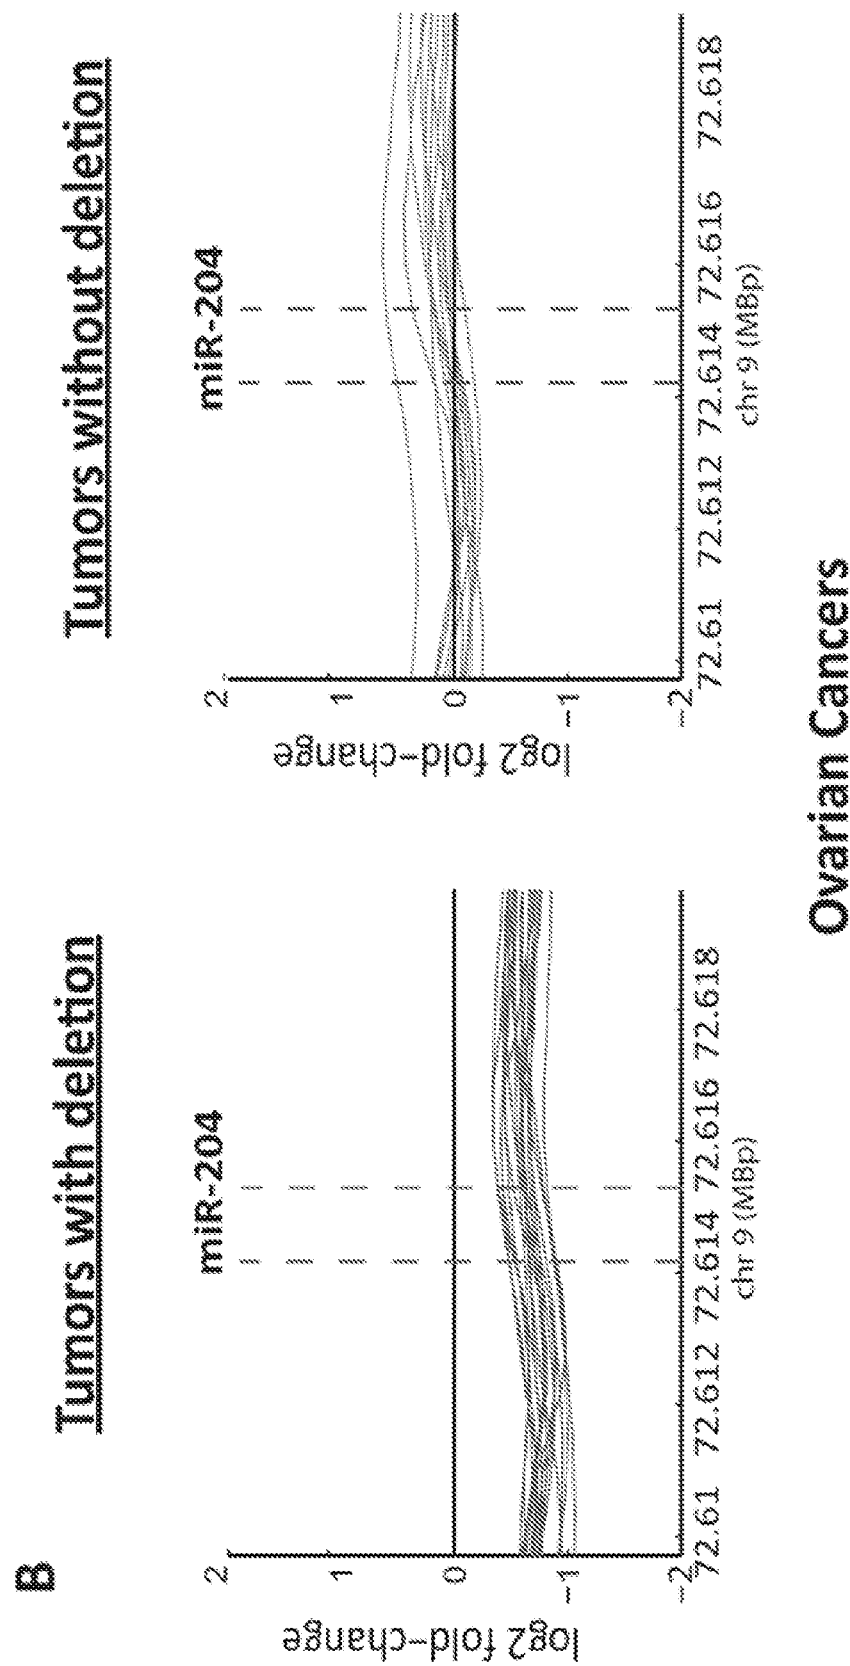 B
Tumors with deletion
miR-204
log2 fold-change
2
1
0
-1
-2
72.61 72.612 72.614 72.616 72.618
chr 9 (MBp)
Tumors without deletion
miR-204
log2 fold-change
2
1
0
-1
-2
72.61 72.612 72.614 72.616 72.618
chr 9 (MBp)
Ovarian Cancers